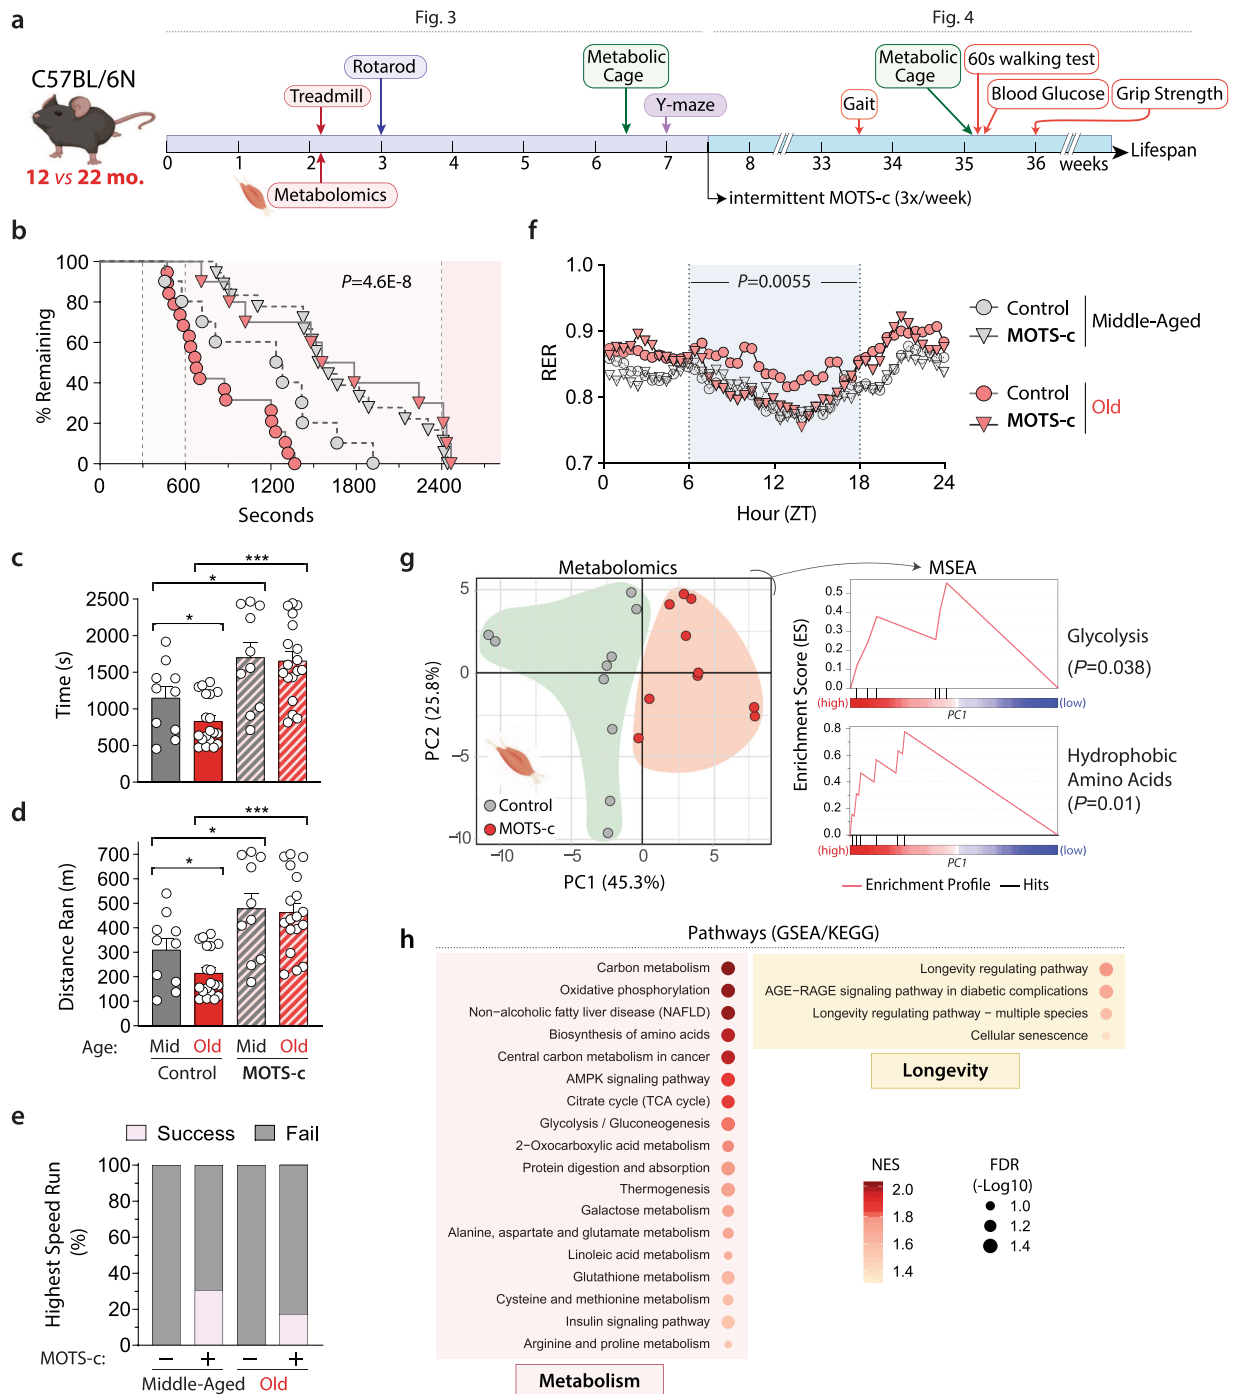 a
Fig. 3
Fig. 4
C57BL/6N
12 vs 22 mo.
Treadmill
Rotarod
Metabolic
Cage
Y-maze
Metabolic
Cage
60s walking test
Gait
Blood Glucose
Grip Strength
0 1 2 3 4 5 6 7 8 33 34 35 36 weeks
Lifespan
Metabolomics
intermittent MOTS-c (3x/week)
b
% Remaining
100
80
60
40
20
0
P=4.6E-8
0 600 1200 1800 2400
Seconds
f
RER
1.0
0.9
0.8
0.7
P=0.0055
0 6 12 18 24
Hour (ZT)
Control
MOTS-c
Middle-Aged
Control
MOTS-c
Old
c
Time (s)
2500
2000
1500
1000
500
0
***
*
*
d
Distance Ran (m)
700
600
500
400
300
200
100
0
***
*
*
Age: Mid Old Mid Old
Control MOTS-c
e
Success Fail
Highest Speed Run
(%)
100
80
60
40
20
0
MOTS-c: − + − +
Middle-Aged Old
g
Metabolomics
PC2 (25.8%)
5
0
−5
−10
Control
MOTS-c
−10 −5 0 5
PC1 (45.3%)
MSEA
Enrichment Score (ES)
0.5
0.4
0.3
0.2
0.1
0.0
(high) (low)
PC1
Glycolysis
(P=0.038)
0.8
0.6
0.4
0.2
0.0
(high) (low)
PC1
Hydrophobic
Amino Acids
(P=0.01)
Enrichment Profile Hits
h
Pathways (GSEA/KEGG)
Carbon metabolism
Oxidative phosphorylation
Non−alcoholic fatty liver disease (NAFLD)
Biosynthesis of amino acids
Central carbon metabolism in cancer
AMPK signaling pathway
Citrate cycle (TCA cycle)
Glycolysis / Gluconeogenesis
2−Oxocarboxylic acid metabolism
Protein digestion and absorption
Thermogenesis
Galactose metabolism
Alanine, aspartate and glutamate metabolism
Linoleic acid metabolism
Glutathione metabolism
Cysteine and methionine metabolism
Insulin signaling pathway
Arginine and proline metabolism
Metabolism
Longevity regulating pathway
AGE−RAGE signaling pathway in diabetic complications
Longevity regulating pathway − multiple species
Cellular senescence
Longevity
NES
2.0
1.8
1.6
1.4
FDR
(-Log10)
1.0
1.2
1.4